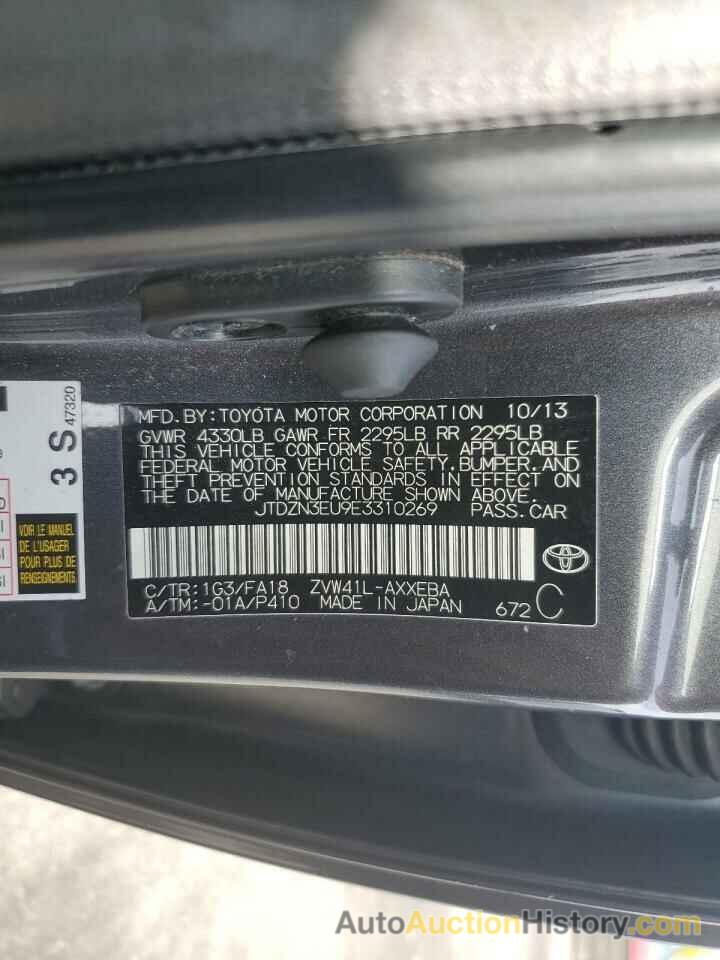 MFD.BY:TOYOTA MOTOR CORPORATION 10/13
GVWR 4330LB GAWR FR 2295LB RR 2295LB
THIS VEHICLE CONFORMS TO ALL APPLICABLE
FEDERAL MOTOR VEHICLE SAFETY,BUMPER,AND
THEFT PREVENTION STANDARDS IN EFFECT ON
THE DATE OF MANUFACTURE SHOWN ABOVE.
JTDZN3EU9E3310269 PASS.CAR
C/TR:1G3/FA18 ZVW41L-AXXEBA
A/TM:-01A/P410 MADE IN JAPAN 672 C
3 S 47320
VOIR LE MANUEL
DE L'USAGER
POUR PLUS DE
RENSEIGNEMENTS
AutoAuctionHistory.com